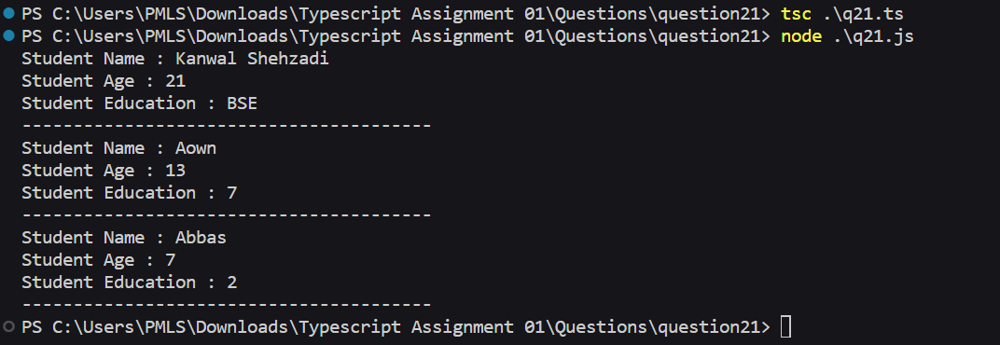 PS C:\Users\PMLS\Downloads\Typescript Assignment 01\Questions\question21> tsc .\q21.ts
PS C:\Users\PMLS\Downloads\Typescript Assignment 01\Questions\question21> node .\q21.js
Student Name : Kanwal Shehzadi
Student Age : 21
Student Education : BSE
----------------------------------------
Student Name : Aown
Student Age : 13
Student Education : 7
----------------------------------------
Student Name : Abbas
Student Age : 7
Student Education : 2
----------------------------------------
PS C:\Users\PMLS\Downloads\Typescript Assignment 01\Questions\question21>